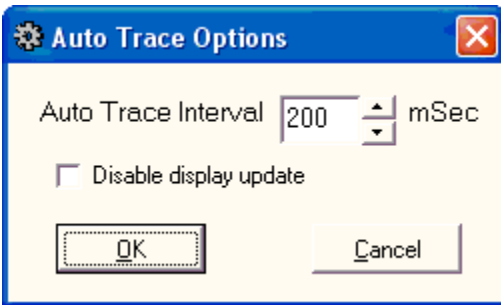 Auto Trace Options
Auto Trace Interval 200 mSec
Disable display update
OK Cancel